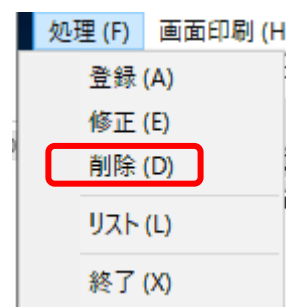 処理 (F) 画面印刷 (H
登録 (A)
修正 (E)
削除 (D)
リスト (L)
終了 (X)